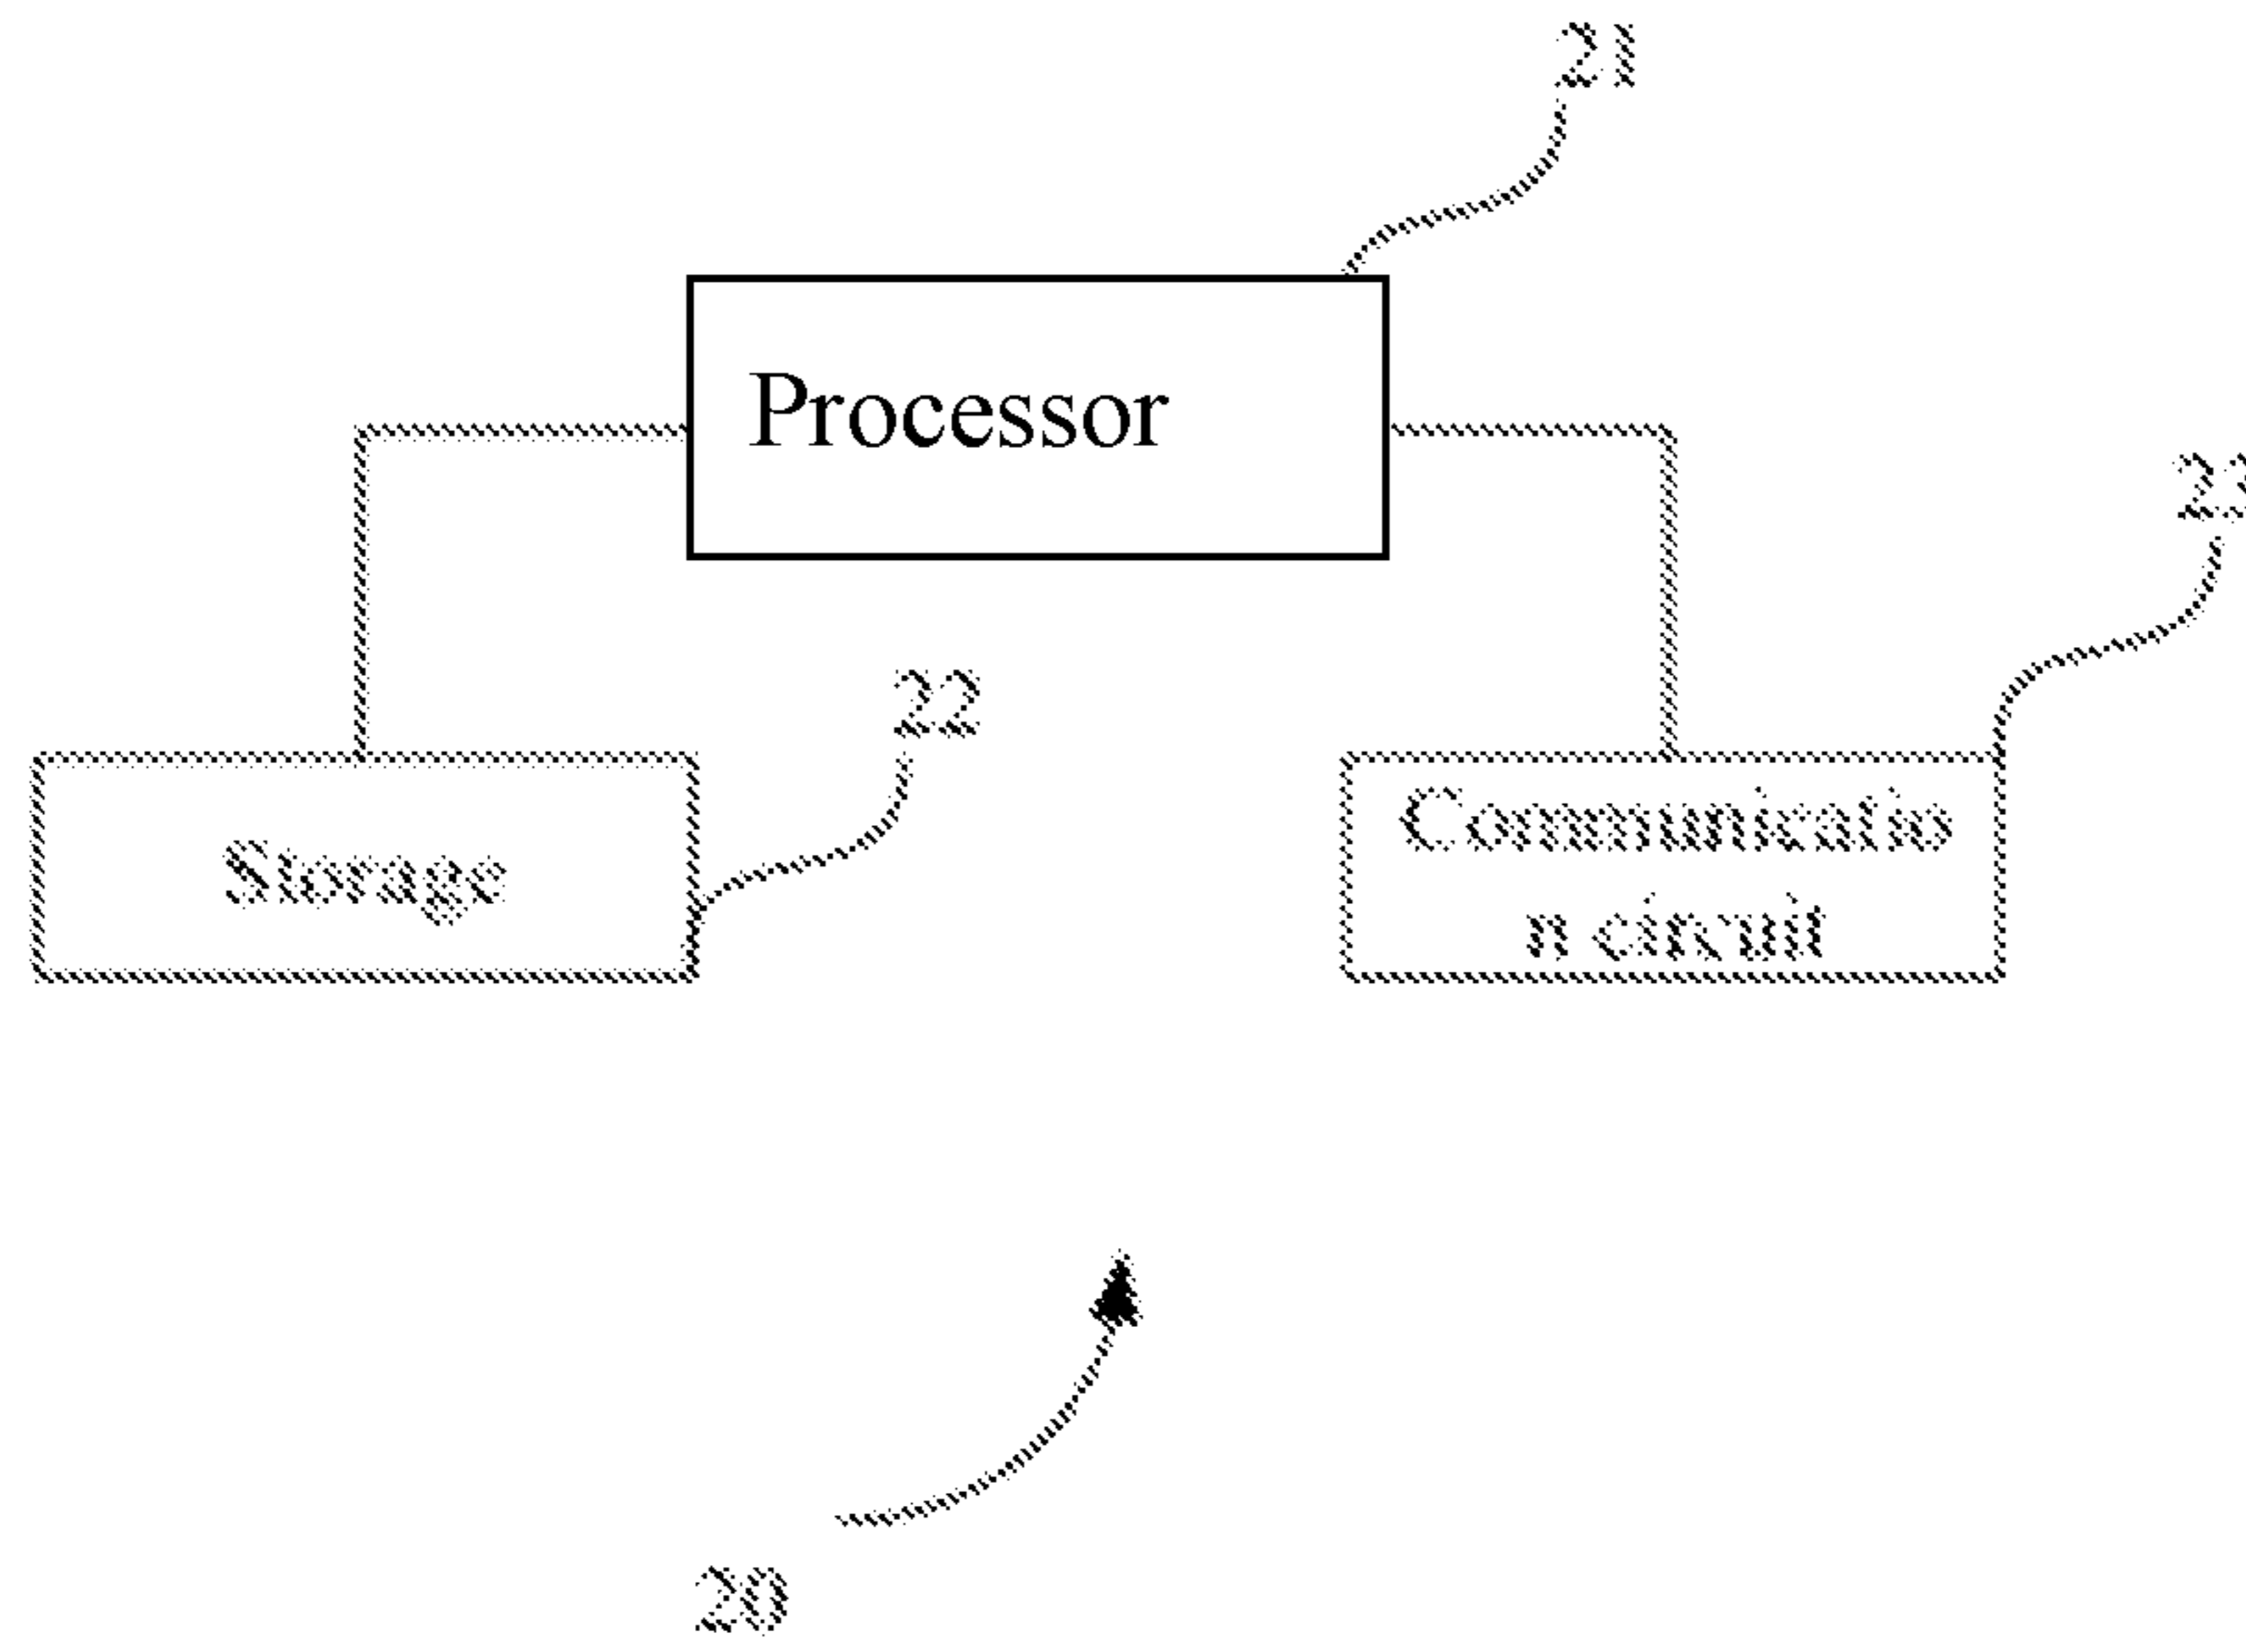 21
Processor
22
Storage
Communicatio
n circuit
20